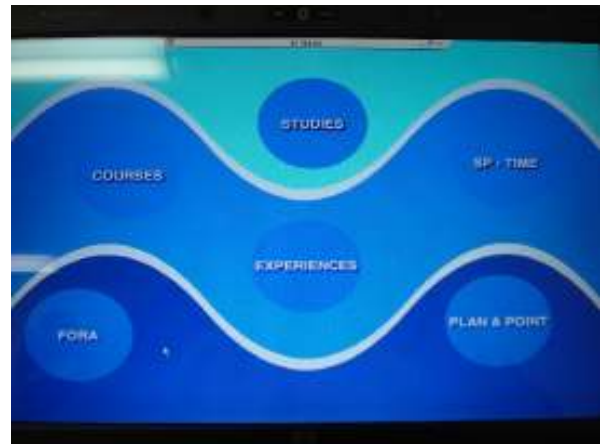 STUDIES
COURSES
SP - TIME
EXPERIENCES
FORA
PLAN & POINT